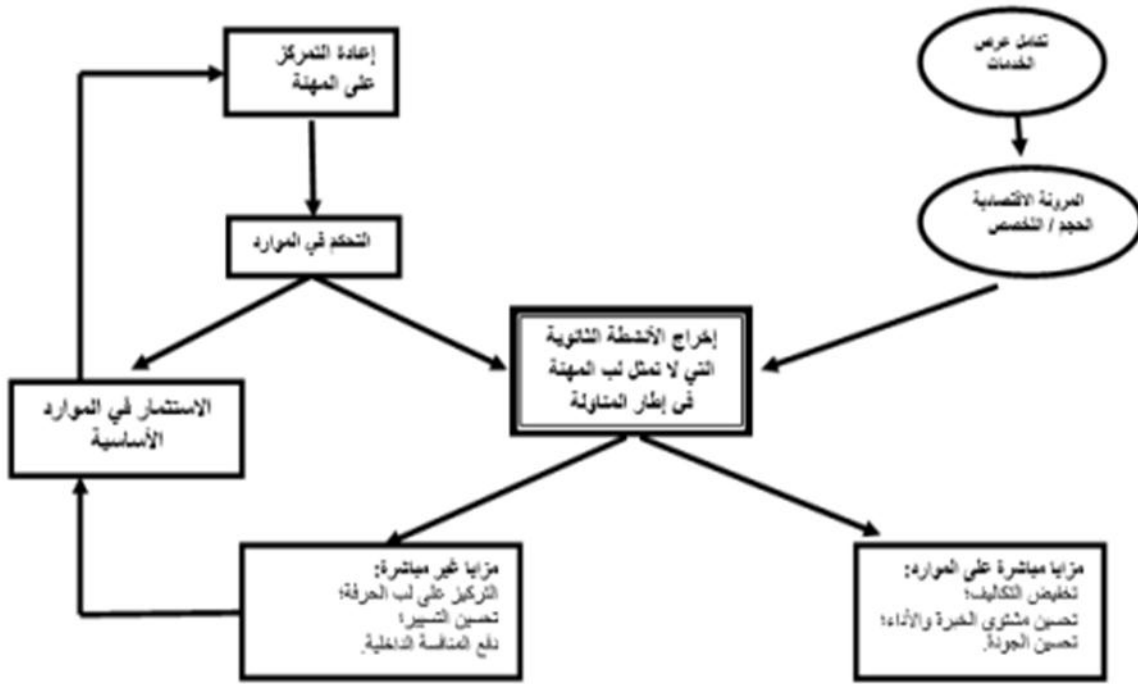 إعادة التمركز
على المهنة
تكامل عرض
الخدمات
المرونة الاقتصادية
الحجم / التخصص
التحكم في الموارد
إخراج الأنشطة الثانوية
التي لا تمثل لب المهنة
في إطار المناولة
الاستثمار في الموارد
الأساسية
مزايا مباشرة على الموارد:
تخفيض التكاليف؛
تحسين مستوى الخبرة والأداء؛
تحسين الجودة.
مزايا غير مباشرة:
التركيز على لب الحرفة؛
تحسين التسيير؛
دفع المنافسة الداخلية.